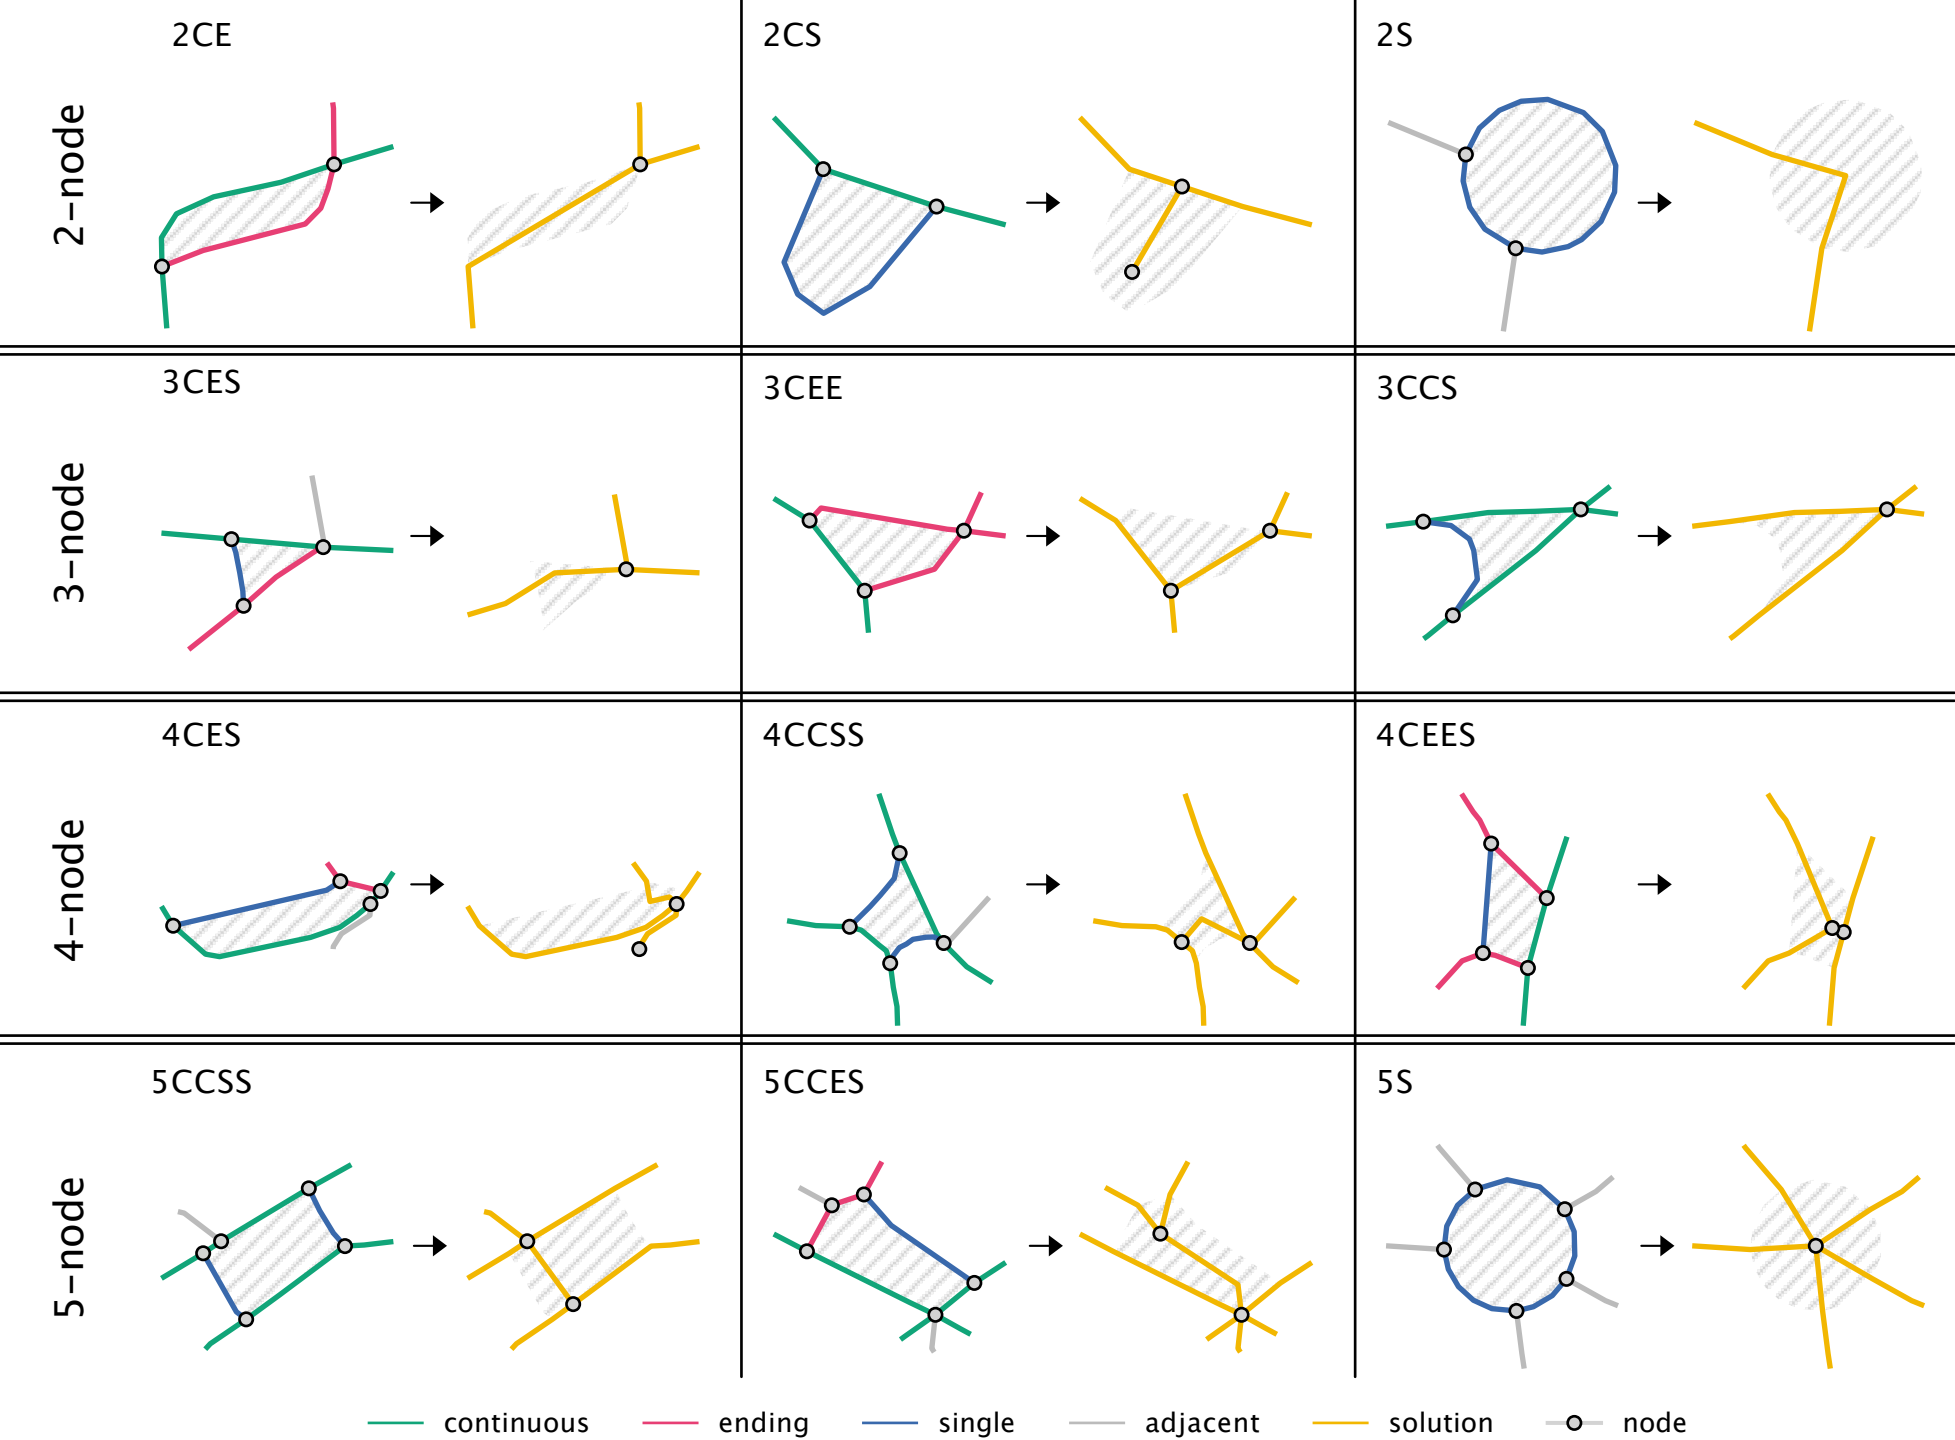 2CE
2CS
2S
2-node
3CES
3CEE
3CCS
3-node
4CES
4CCSS
4CEES
4-node
5CCSS
5CCES
5S
5-node
continuous
ending
single
adjacent
solution
node